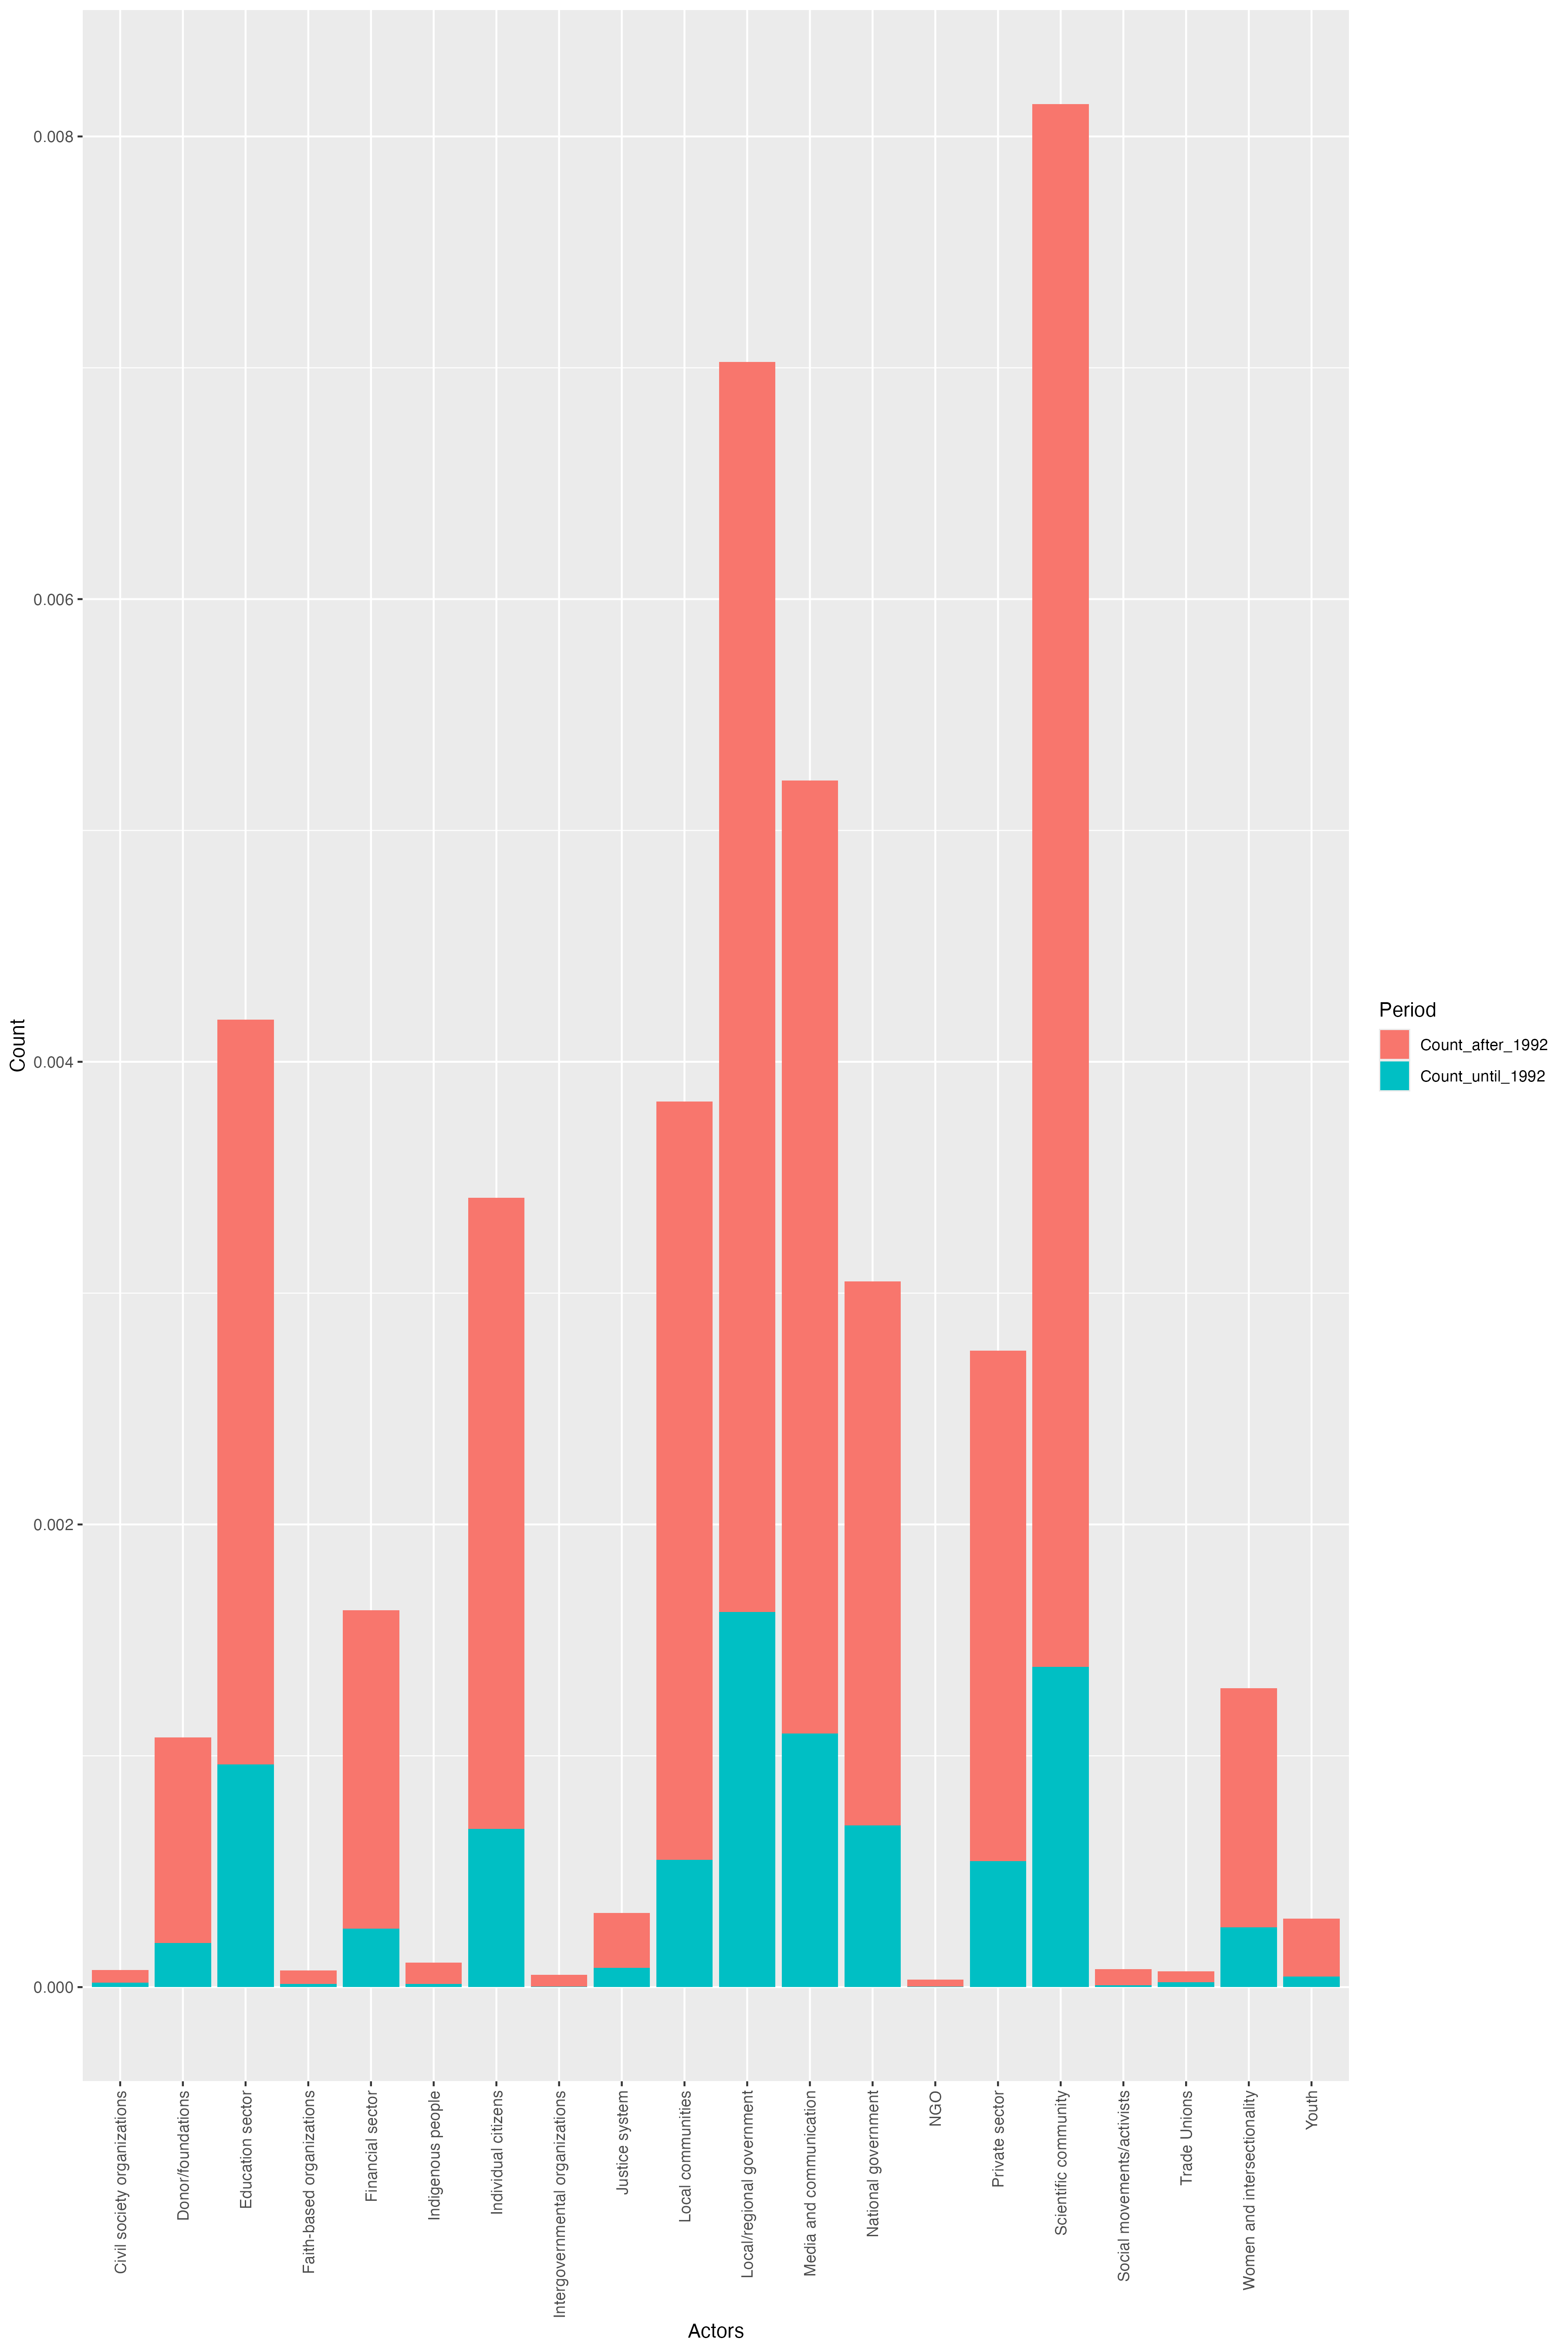 0.008
0.006
0.004
0.002
0.000
Count
Civil society organizations
Donor/foundations
Education sector
Faith-based organizations
Financial sector
Indigenous people
Individual citizens
Intergovernmental organizations
Justice system
Local communities
Local/regional government
Media and communication
National government
NGO
Private sector
Scientific community
Social movements/activists
Trade Unions
Women and intersectionality
Youth
Actors
Period
Count_after_1992
Count_until_1992